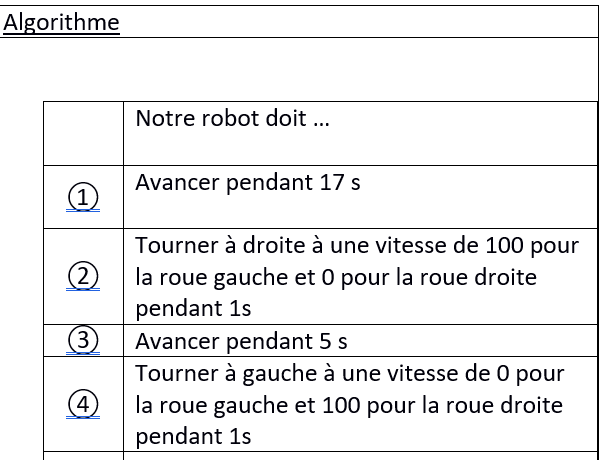 Algorithme
Notre robot doit ...
① Avancer pendant 17 s
Tourner à droite à une vitesse de 100 pour
② la roue gauche et 0 pour la roue droite
pendant 1s
③ Avancer pendant 5 s
Tourner à gauche à une vitesse de 0 pour
④ la roue gauche et 100 pour la roue droite
pendant 1s